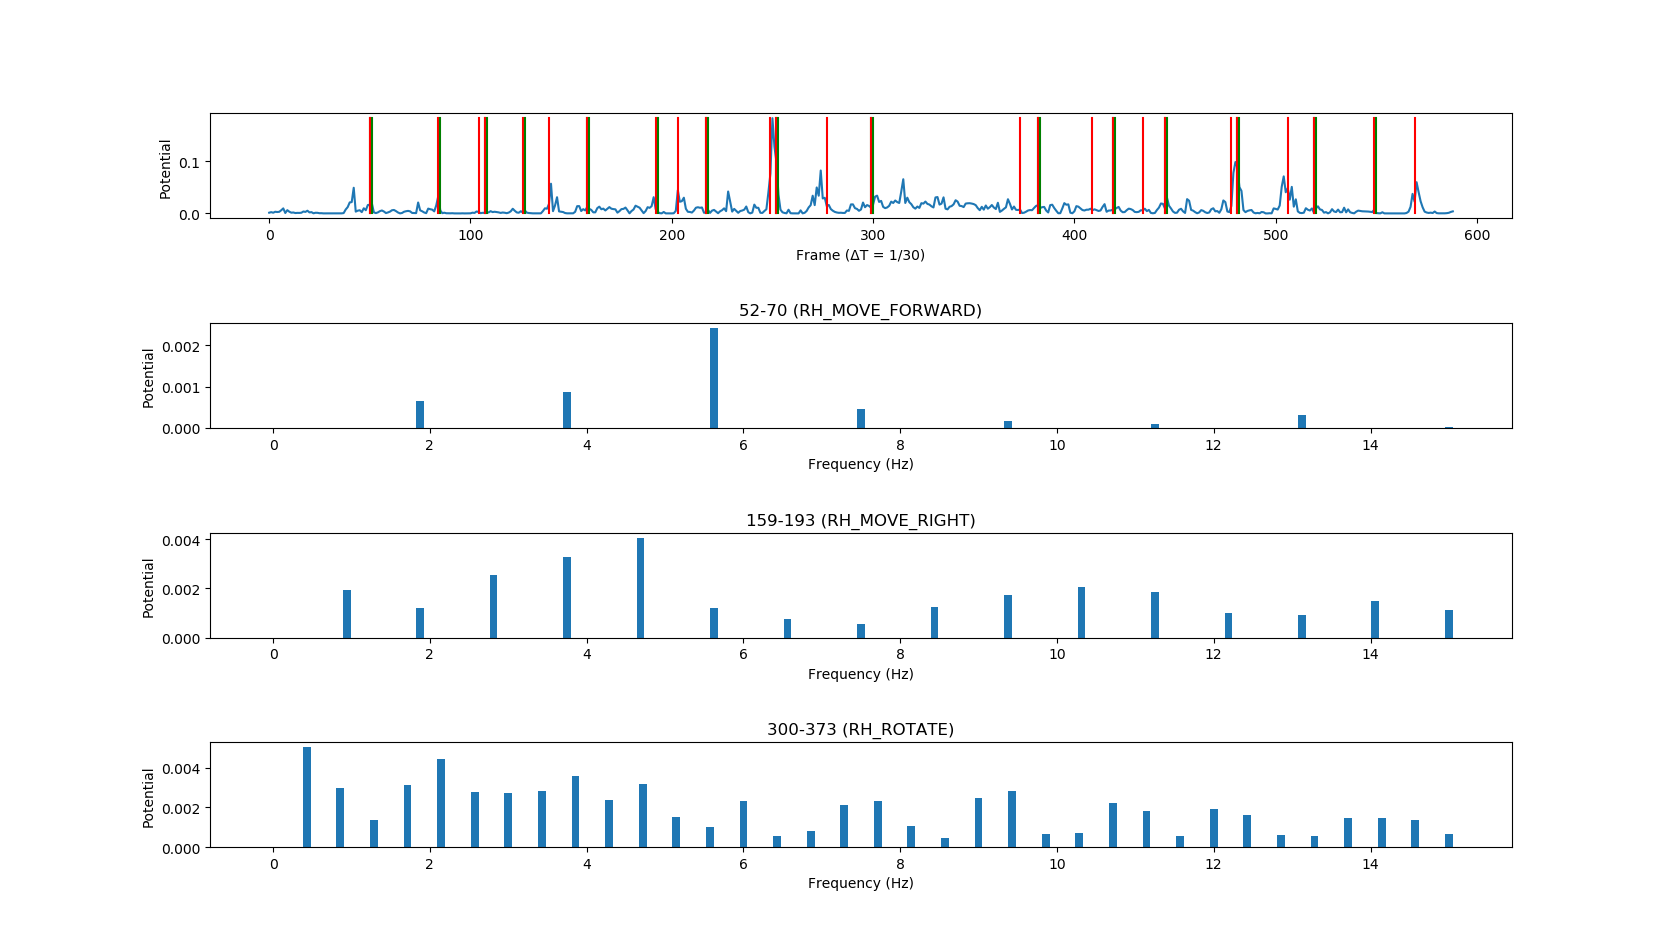 Potential
0.1
0.0
0 100 200 300 400 500 600
Frame (ΔT = 1/30)
52-70 (RH_MOVE_FORWARD)
Potential
0.002
0.001
0.000
0 2 4 6 8 10 12 14
Frequency (Hz)
159-193 (RH_MOVE_RIGHT)
Potential
0.004
0.002
0.000
0 2 4 6 8 10 12 14
Frequency (Hz)
300-373 (RH_ROTATE)
Potential
0.004
0.002
0.000
0 2 4 6 8 10 12 14
Frequency (Hz)